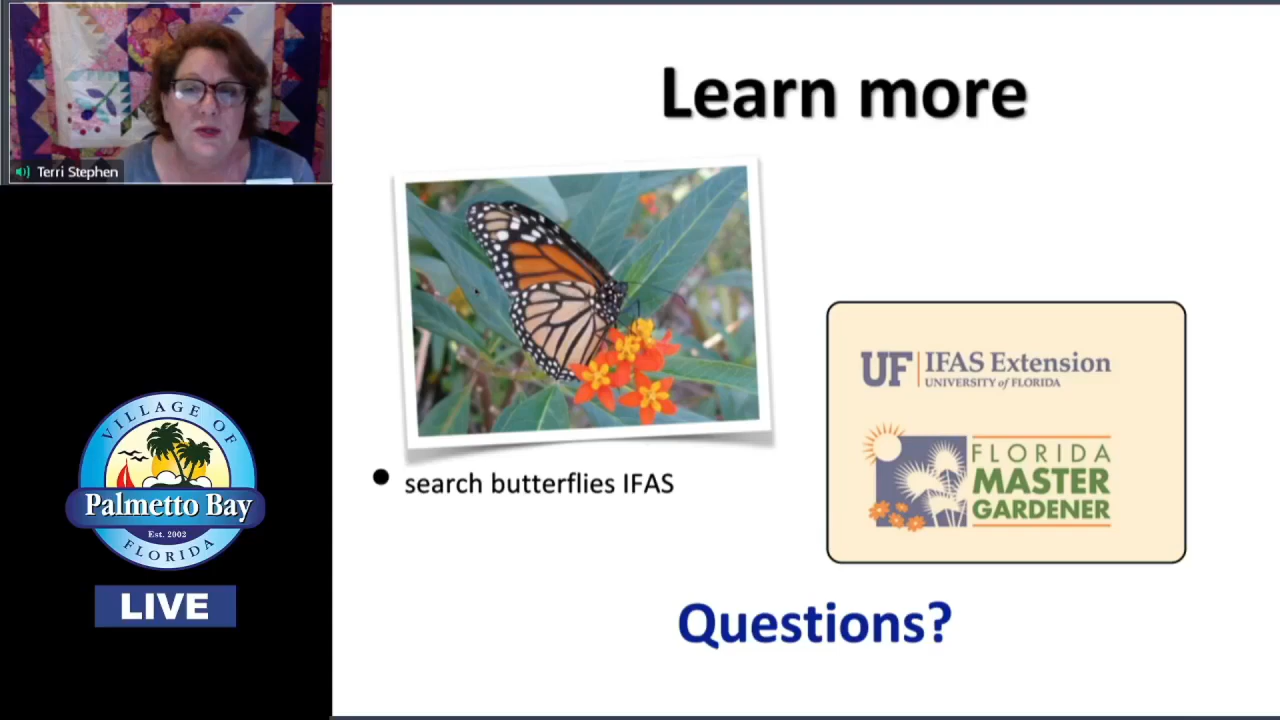 Terri Stephen
VILLAGE OF
Palmetto Bay
Est. 2002
FLORIDA
LIVE
Learn more
• search butterflies IFAS
UF IFAS Extension
UNIVERSITY of FLORIDA
FLORIDA
MASTER
GARDENER
Questions?